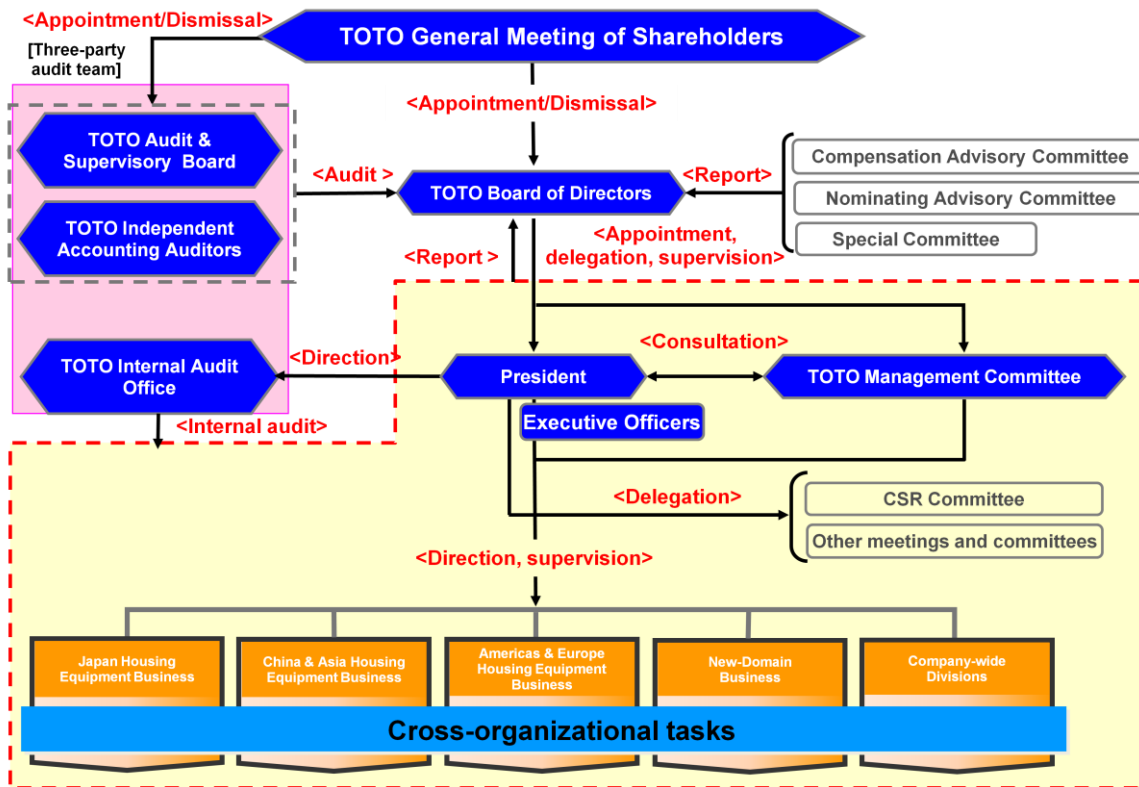 <Appointment/Dismissal>
TOTO General Meeting of Shareholders
[Three-party
audit team]
<Appointment/Dismissal>
TOTO Audit &
Supervisory Board
<Audit >
TOTO Board of Directors
<Report>
Compensation Advisory Committee
Nominating Advisory Committee
Special Committee
TOTO Independent
Accounting Auditors
<Report >
<Appointment,
delegation, supervision>
<Consultation>
TOTO Internal Audit
Office
<Direction>
President
TOTO Management Committee
Executive Officers
<Internal audit>
<Delegation>
CSR Committee
Other meetings and committees
<Direction, supervision>
Japan Housing
Equipment Business
China & Asia Housing
Equipment Business
Americas & Europe
Housing Equipment
Business
New-Domain
Business
Company-wide
Divisions
Cross-organizational tasks